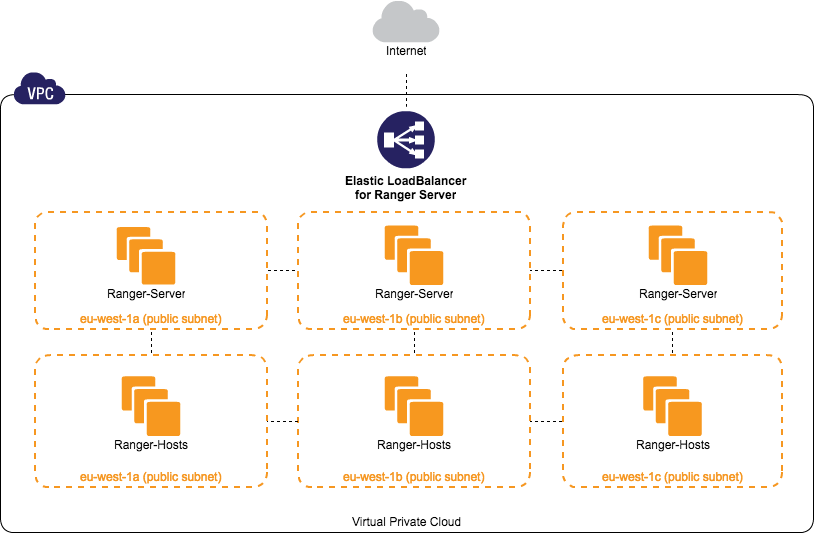 Internet
VPC
Elastic LoadBalancer
for Ranger Server
Ranger-Server
eu-west-1a (public subnet)
Ranger-Server
eu-west-1b (public subnet)
Ranger-Server
eu-west-1c (public subnet)
Ranger-Hosts
eu-west-1a (public subnet)
Ranger-Hosts
eu-west-1b (public subnet)
Ranger-Hosts
eu-west-1c (public subnet)
Virtual Private Cloud